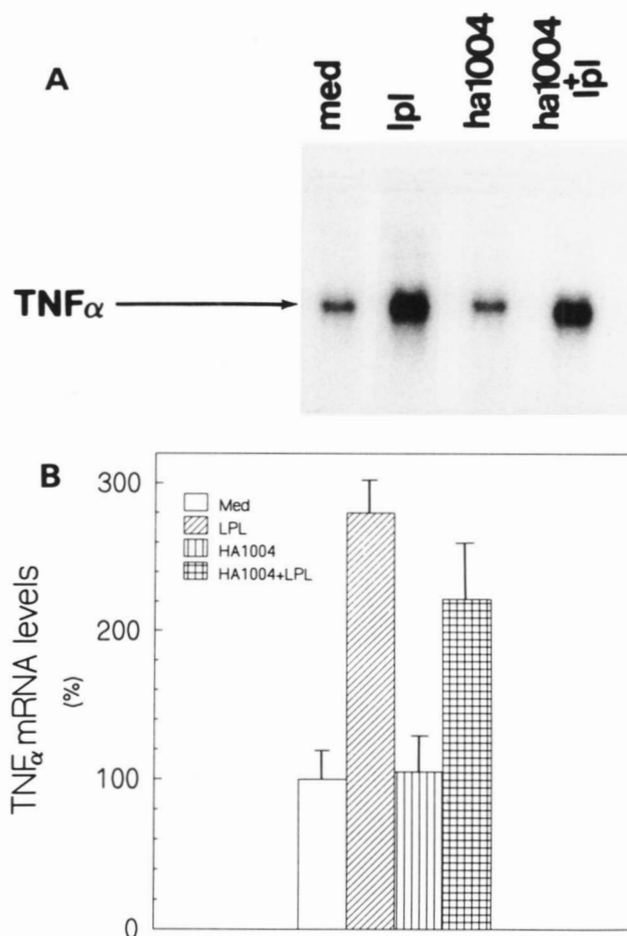 A
med
lpl
ha1004
ha1004
+
lpl
TNFα
B
300
200
100
0
TNFα mRNA levels
(%)
Med
LPL
HA1004
HA1004+LPL